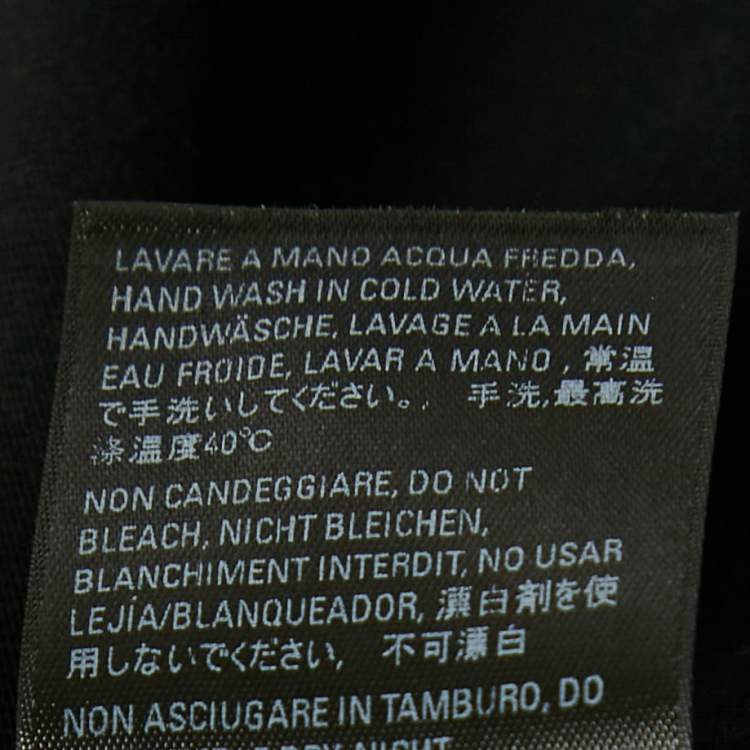 LAVARE A MANO ACQUA FREDDA,
HAND WASH IN COLD WATER,
HANDWÄSCHE, LAVAGE A LA MAIN
EAU FROIDE, LAVAR A MANO , 常温
で手洗いしてください。, 手洗,最高洗
涤温度40℃
NON CANDEGGIARE, DO NOT
BLEACH, NICHT BLEICHEN,
BLANCHIMENT INTERDIT, NO USAR
LEJÍA/BLANQUEADOR, 漂白剤を使
用しないでください, 不可漂白
NON ASCIUGARE IN TAMBURO, DO
DRY, NICHT